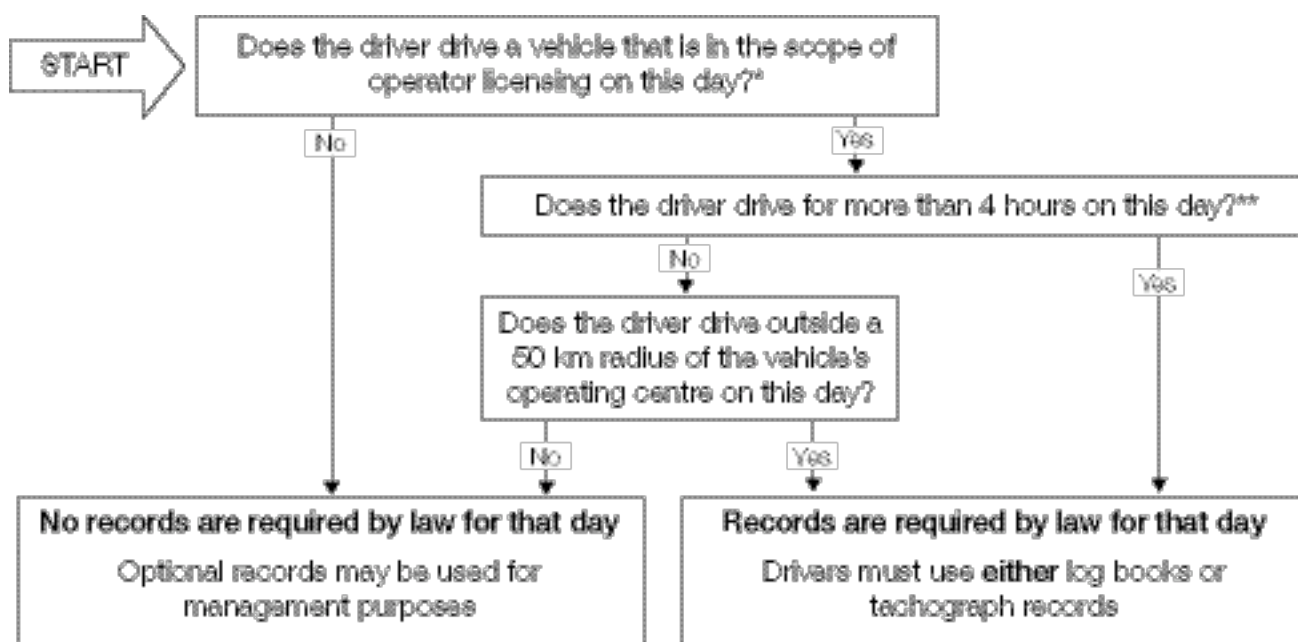 START
Does the driver drive a vehicle that is in the scope of
operator licensing on this day?*
No
Yes
Does the driver drive for more than 4 hours on this day?**
No
Yes
Does the driver drive outside a
50 km radius of the vehicle's
operating centre on this day?
No
Yes
No records are required by law for that day
Optional records may be used for
management purposes
Records are required by law for that day
Drivers must use either log books or
tachograph records